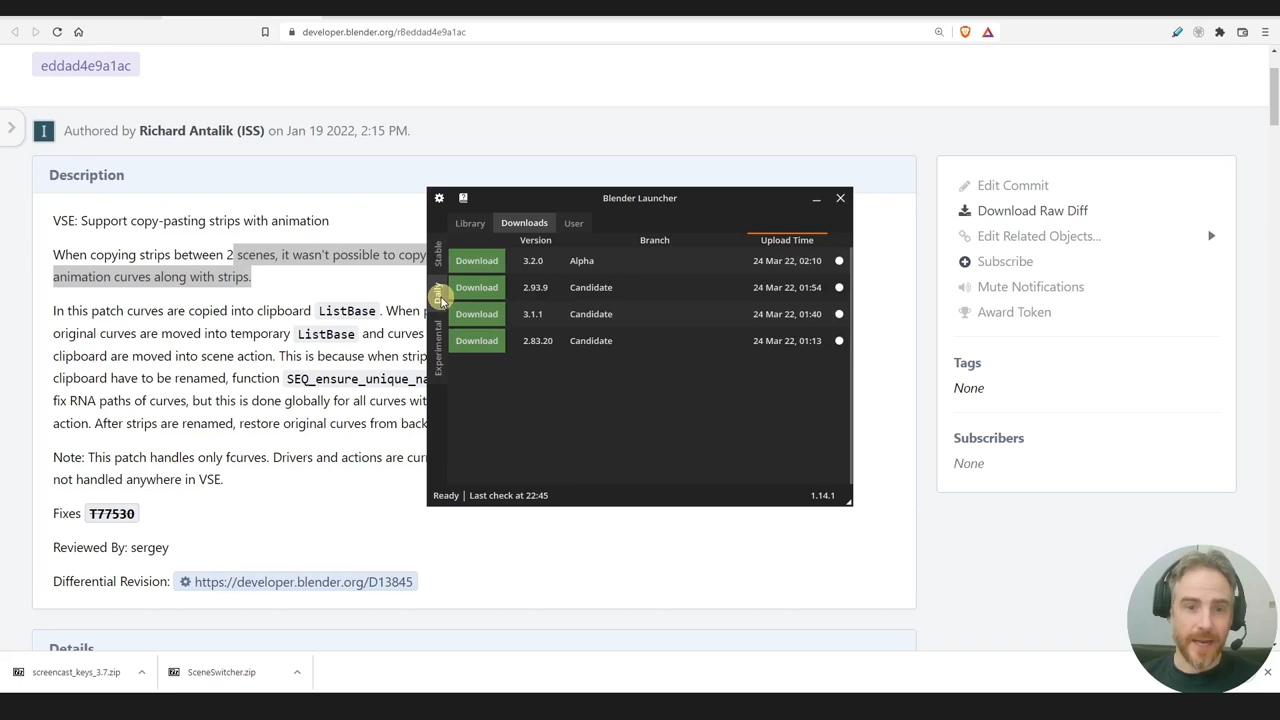 developer.blender.org/rBeddad4e9a1ac
eddad4e9a1ac
I Authored by Richard Antalik (ISS) on Jan 19 2022, 2:15 PM.
Description
VSE: Support copy-pasting strips with animation
When copying strips between 2 scenes, it wasn't possible to copy
animation curves along with strips.
In this patch curves are copied into clipboard ListBase . When
original curves are moved into temporary ListBase and curves
clipboard are moved into scene action. This is because when
clipboard have to be renamed, function
fix RNA paths of curves, but this is done globally for all curves
action. After strips are renamed, restore original curves from
Note: This patch handles only fcurves. Drivers and actions are
not handled anywhere in VSE.
Fixes T77530
Reviewed By: sergey
Differential Revision: https://developer.blender.org/D13845
Details
Blender Launcher
Library Downloads User
Stable
Daily
Experimental
Version Branch Upload Time
Download 3.2.0 Alpha 24 Mar 22, 02:10
Download 2.93.9 Candidate 24 Mar 22, 01:54
Download 3.1.1 Candidate 24 Mar 22, 01:40
Download 2.83.20 Candidate 24 Mar 22, 01:13
Ready | Last check at 22:45 1.14.1
Edit Commit
Download Raw Diff
Edit Related Objects...
Subscribe
Mute Notifications
Award Token
Tags
None
Subscribers
None
screencast_keys_3.7.zip
SceneSwitcher.zip